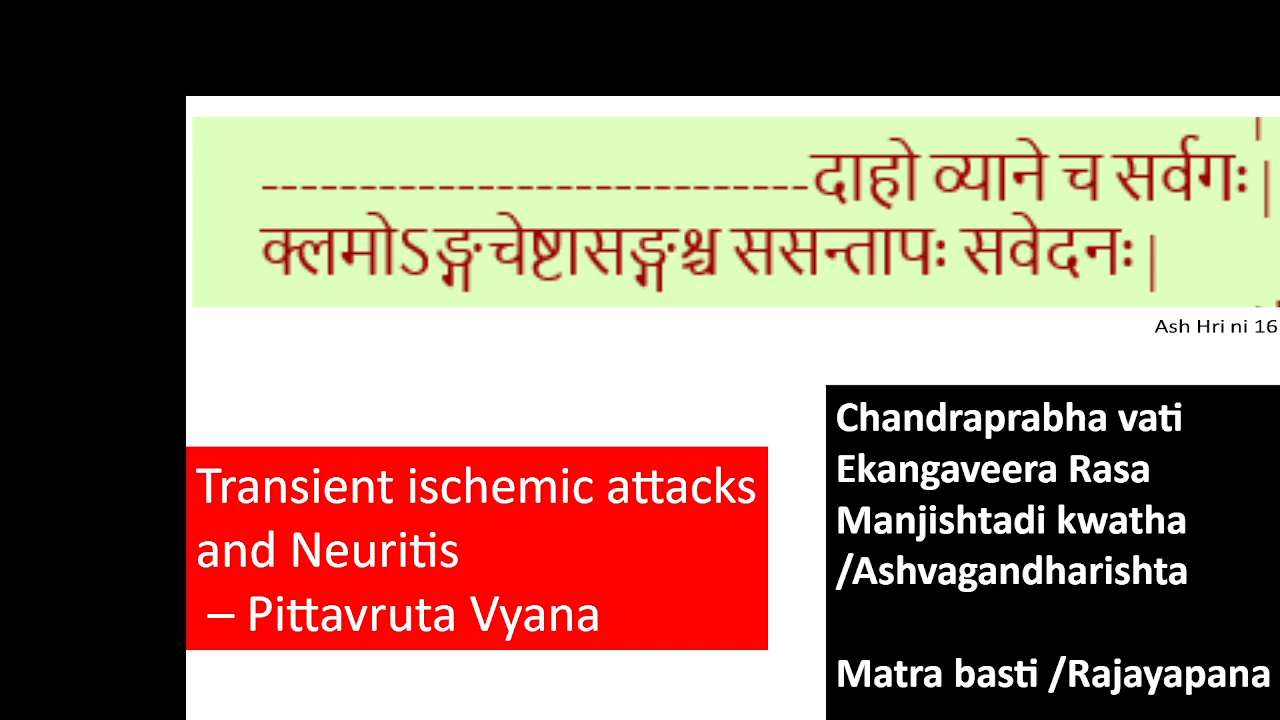 ---------------------------दाहो व्याने च सर्वगः|
क्लमोऽङ्गचेष्टासङ्गश्च ससन्तापः सवेदनः|
Ash Hri ni 16
Transient ischemic attacks
and Neuritis
– Pittavruta Vyana
Chandraprabha vati
Ekangaveera Rasa
Manjishtadi kwatha
/Ashvagandharishta
Matra basti /Rajayapana